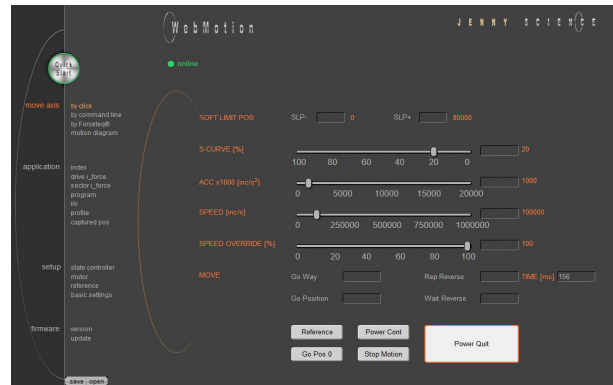 WebMotion
JENNY SCIENCE
Quick Start
online
move axis
by click
by command line
by Forceteq®
motion diagram
SOFT LIMIT POS SLP- 0 SLP+ 80000
S-CURVE [%] 20
100 80 60 40 20 0
application
index
drive i_force
sector i_force
program
i/o
profile
captured pos
ACC x1000 [inc/s²] 1000
0 5000 10000 15000 20000
SPEED [inc/s] 100000
0 250000 500000 750000 1000000
SPEED OVERRIDE [%] 100
0 20 40 60 80 100
setup
state controller
motor
reference
basic settings
MOVE Go Way Rep Reverse TIME [ms] 156
Go Position Wait Reverse
firmware
version
update
Reference Power Cont Power Quit
Go Pos 0 Stop Motion
save open